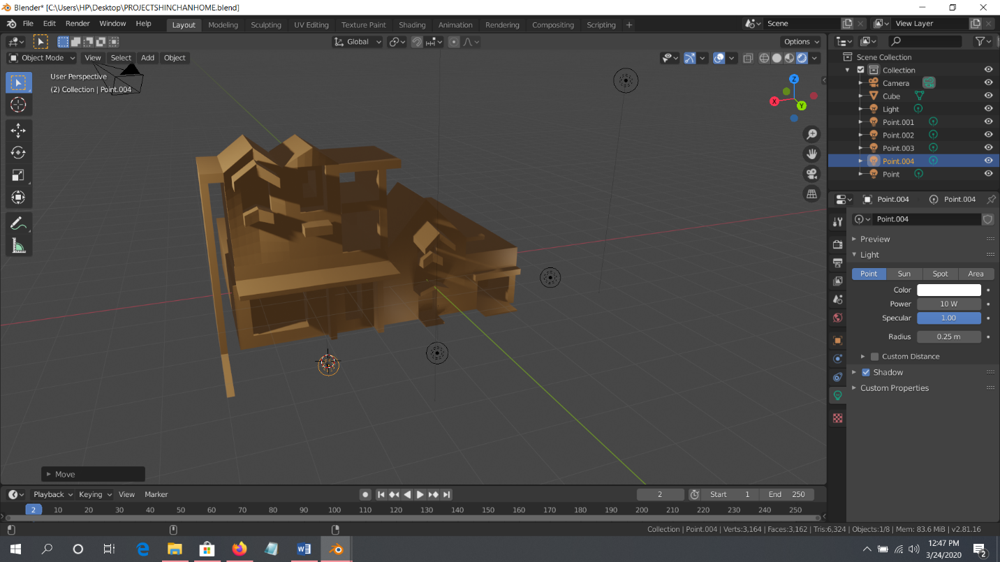 Blender* [C:\Users\HP\Desktop\PROJECTSHINCHANHOME.blend]
File Edit Render Window Help Layout Modeling Sculpting UV Editing Texture Paint Shading Animation Rendering Compositing Scripting + Scene View Layer
Global Options
Object Mode View Select Add Object
User Perspective
(2) Collection | Point.004
Z
X
Y
Move
Scene Collection
Collection
Camera
Cube
Light
Point.001
Point.002
Point.003
Point.004
Point
Point.004 Point.004
Point.004
Preview
Light
Point Sun Spot Area
Color
Power 10 W
Specular 1.00
Radius 0.25 m
Custom Distance
Shadow
Custom Properties
Playback Keying View Marker 2 Start 1 End 250
2 10 20 30 40 50 60 70 80 90 100 110 120 130 140 150 160 170 180 190 200 210 220 230 240 250
Collection | Point.004 | Verts:3,164 | Faces:3,162 | Tris:6,324 | Objects:1/8 | Mem: 83.6 MiB | v2.81.16
12:47 PM
3/24/2020
2